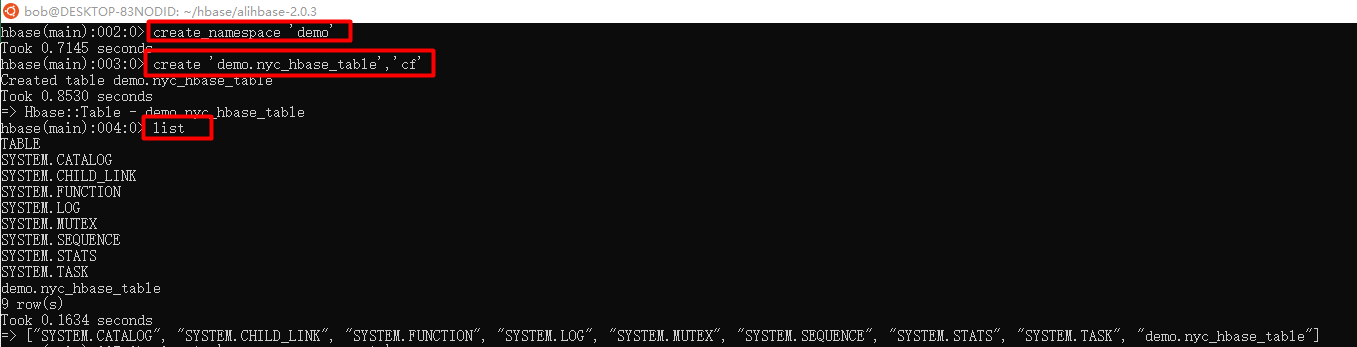 bob@DESKTOP-83NODID: ~/hbase/alihbase-2.0.3
hbase(main):002:0> create_namespace 'demo'
Took 0.7145 seconds
hbase(main):003:0> create 'demo.nyc_hbase_table','cf'
Created table demo.nyc_hbase_table
Took 0.8530 seconds
=> Hbase::Table - demo.nyc_hbase_table
hbase(main):004:0> list
TABLE
SYSTEM.CATALOG
SYSTEM.CHILD_LINK
SYSTEM.FUNCTION
SYSTEM.LOG
SYSTEM.MUTEX
SYSTEM.SEQUENCE
SYSTEM.STATS
SYSTEM.TASK
demo.nyc_hbase_table
9 row(s)
Took 0.1634 seconds
=> ["SYSTEM.CATALOG", "SYSTEM.CHILD_LINK", "SYSTEM.FUNCTION", "SYSTEM.LOG", "SYSTEM.MUTEX", "SYSTEM.SEQUENCE", "SYSTEM.STATS", "SYSTEM.TASK", "demo.nyc_hbase_table"]